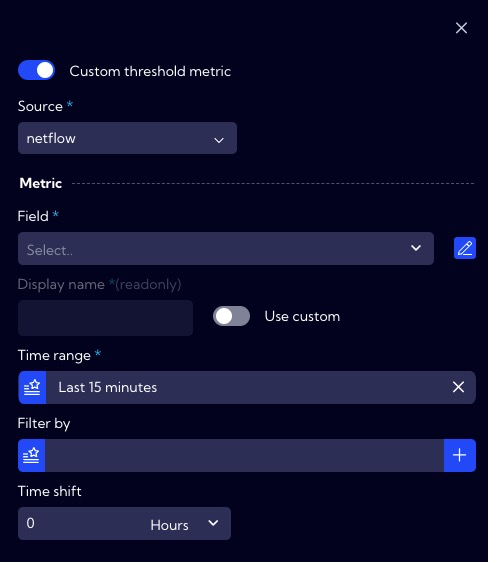 Custom threshold metric
Source *
netflow
Metric
Field *
Select..
Display name *(readonly)
Use custom
Time range *
Last 15 minutes
Filter by
Time shift
0 Hours